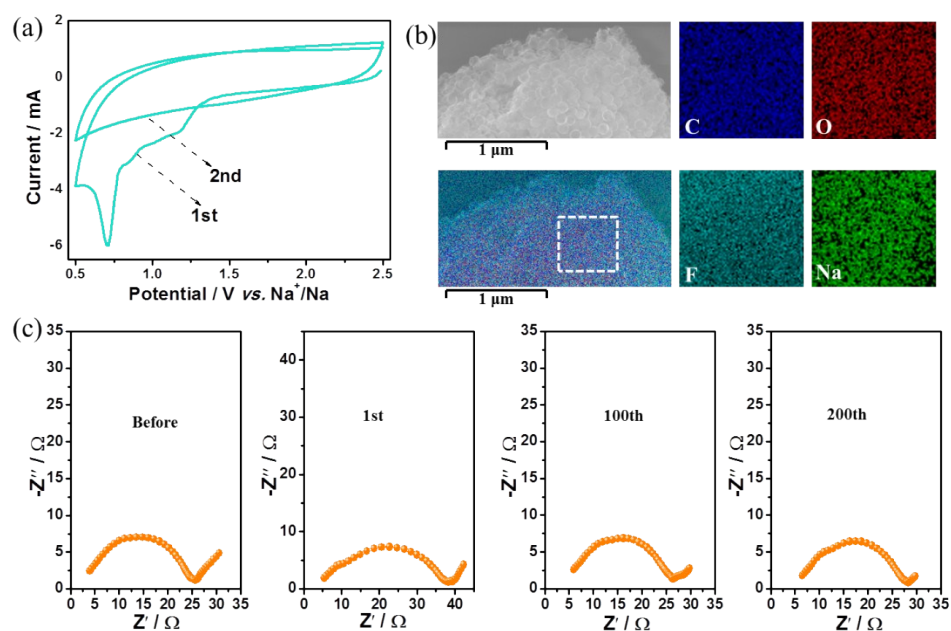 (a)
2
0
-2
-4
-6
Current / mA
2nd
1st
0.5 1.0 1.5 2.0 2.5
Potential / V vs. Na⁺/Na
(b)
1 μm
C
O
1 μm
F
Na
(c)
35
30
25
20
15
10
5
0
-Z′′ / Ω
Before
0 5 10 15 20 25 30 35
Z′ / Ω
40
30
20
10
0
-Z′′ / Ω
1st
0 10 20 30 40
Z′ / Ω
35
30
25
20
15
10
5
0
-Z′′ / Ω
100th
0 5 10 15 20 25 30 35
Z′ / Ω
35
30
25
20
15
10
5
0
-Z′′ / Ω
200th
0 5 10 15 20 25 30 35
Z′ / Ω